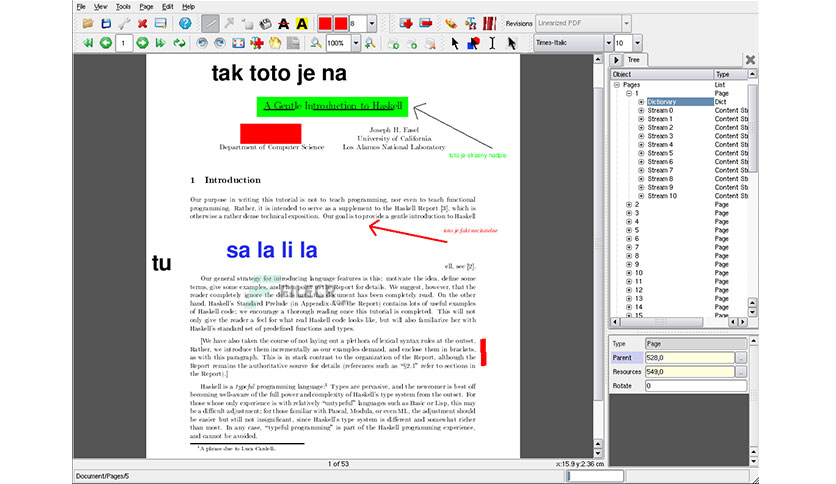 File View Tools Page Edit Help
8 Revisions Linearized PDF
1 100% Times-Italic 10
tak toto je na
A Gentle Introduction to Haskell
Joseph H. Fasel
University of California
Department of Computer Science Los Alamos National Laboratory
toto je strasny nadpis
1 Introduction
Our purpose in writing this tutorial is not to teach programming, nor even to teach functional
programming. Rather, it is intended to serve as a supplement to the Haskell Report [3], which is
otherwise a rather dense technical exposition. Our goal is to provide a gentle introduction to Haskell
toto je fakt
sa la li la
tu
ell, see [2].
Our general strategy for introducing language features is this: motivate the idea, define some
terms, give some examples, and then point to the Report for details. We suggest, however, that the
reader completely ignore the details until the Gentle Introduction has been completely read. On the other
hand, Haskell's Standard Prelude (in Appendix A of the Report) contains lots of useful examples
of Haskell code; we encourage a thorough reading once this tutorial is completed. This will not
only give the reader a feel for what real Haskell code looks like, but will also familiarize her with
Haskell's standard set of predefined functions and types.
FILECR
.com
[We have also taken the course of not laying out a plethora of lexical syntax rules at the outset.
Rather, we introduce them incrementally as our examples demand, and enclose them in brackets,
as with this paragraph. This is in stark contrast to the organization of the Report, although the
Report remains the authoritative source for details (references such as "§2.1" refer to sections in
the Report).]
Haskell is a typeful programming language:1 Types are pervasive, and the newcomer is best off
becoming well-aware of the full power and complexity of Haskell's type system from the outset. For
those whose only experience is with relatively "untypeful" languages such as Basic or Lisp, this may
be a difficult adjustment; for those familiar with Pascal, Modula, or even ML, the adjustment should
be easier but still not insignificant, since Haskell's type system is different and somewhat richer
than most. In any case, "typeful programming" is part of the Haskell programming experience,
and cannot be avoided.
1A phrase due to Luca Cardelli.
1 of 53
x:15.9 y:2.36 cm
Document/Pages/5
Tree
Object Type
Pages List
1 Page
Dictionary Dict
Stream 0 Content Str
Stream 1 Content Str
Stream 2 Content Str
Stream 3 Content Str
Stream 4 Content Str
Stream 5 Content Str
Stream 6 Content Str
Stream 7 Content Str
Stream 8 Content Str
Stream 9 Content Str
Stream 10 Content Str
2 Page
3 Page
4 Page
5 Page
6 Page
7 Page
8 Page
9 Page
10 Page
11 Page
12 Page
13 Page
14 Page
15 Page
Type Page
Parent 528,0 ...
Resources 549,0 ...
Rotate 0